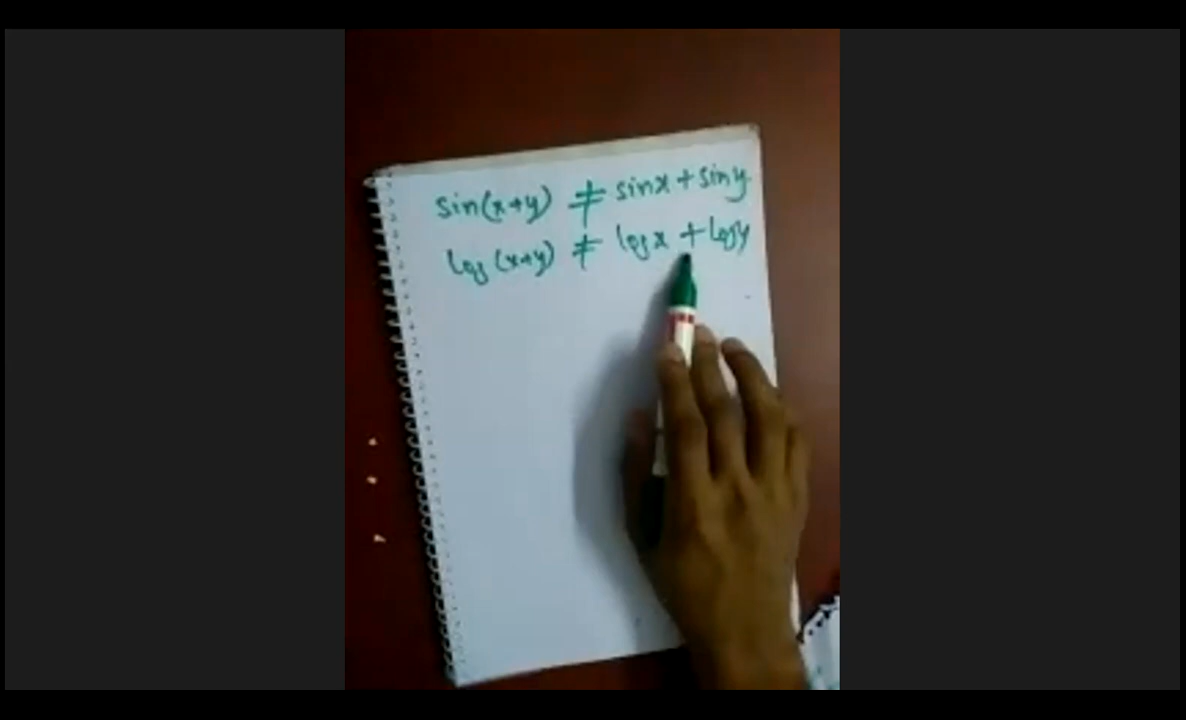 sin(x+y) ≠ sinx + siny
log(x+y) ≠ logx + logy